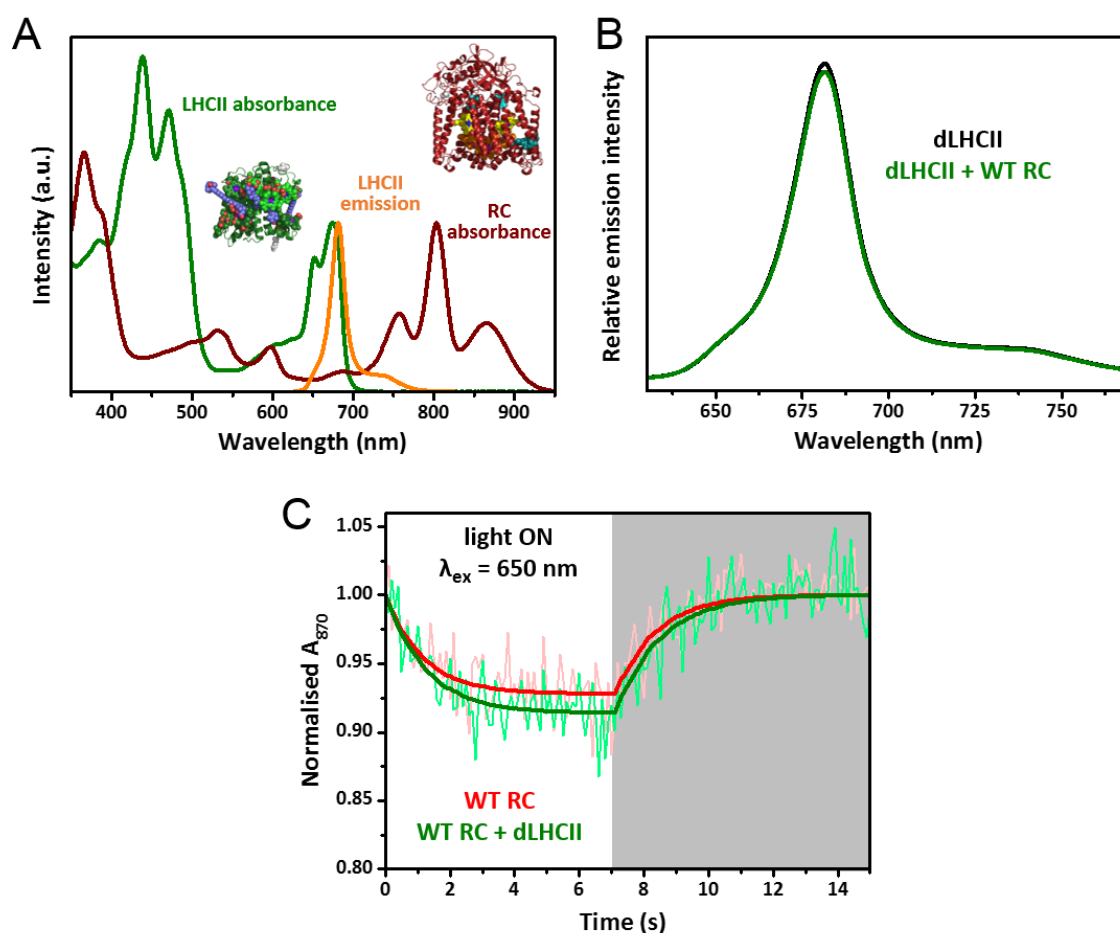 A
LHCII absorbance
LHCII
emission
RC
absorbance
Intensity (a.u.)
400
500
600
700
800
900
Wavelength (nm)
B
dLHCII
dLHCII + WT RC
Relative emission intensity
650
675
700
725
750
Wavelength (nm)
C
light ON
λex = 650 nm
1.05
1.00
0.95
0.90
0.85
0.80
Normalised A870
WT RC
WT RC + dLHCII
0
2
4
6
8
10
12
14
Time (s)